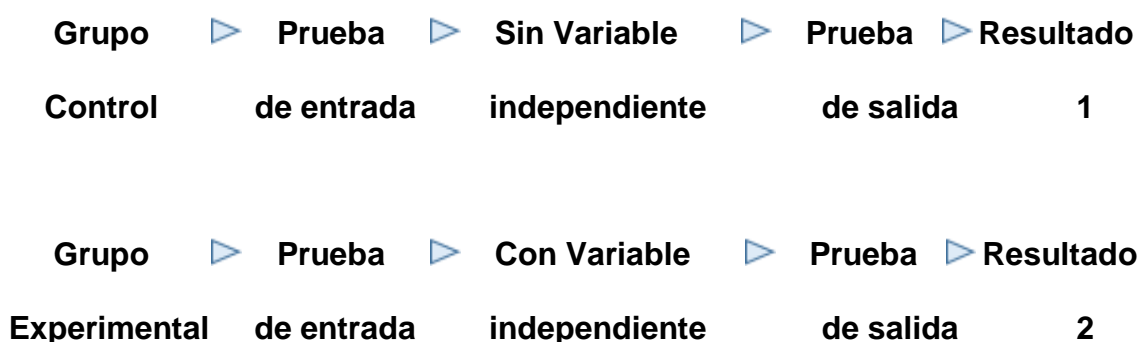 Grupo Prueba Sin Variable Prueba Resultado
Control de entrada independiente de salida 1
Grupo Prueba Con Variable Prueba Resultado
Experimental de entrada independiente de salida 2